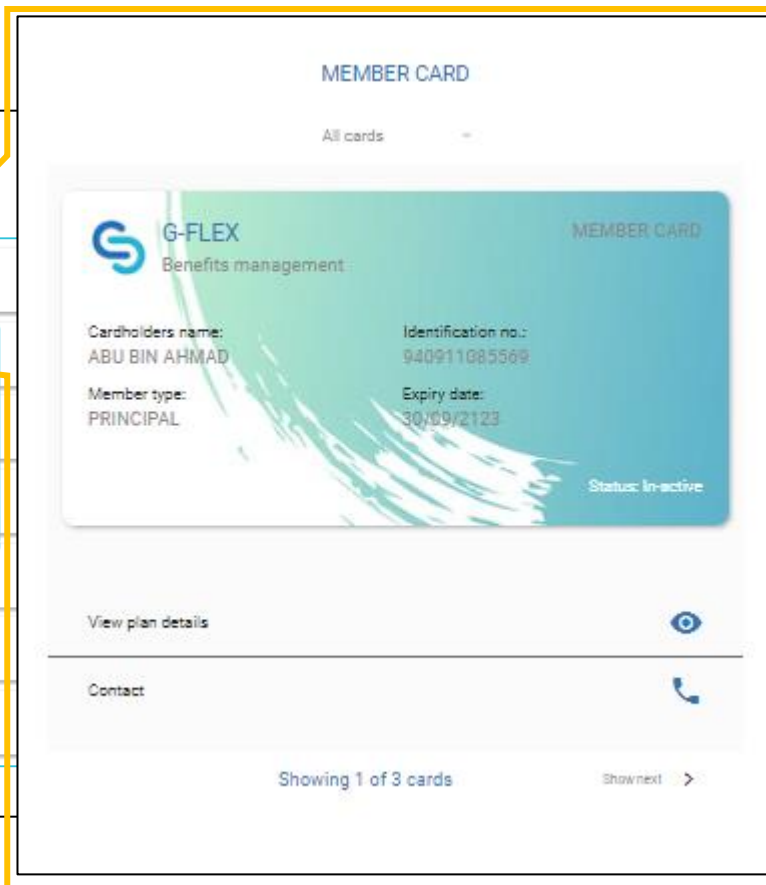 MEMBER CARD
All cards
G-FLEX
MEMBER CARD
Benefits management
Cardholders name:
Identification no.:
ABU BIN AHMAD
940911085569
Member type:
Expiry date:
PRINCIPAL
30/09/2123
Status: In-active
View plan details
Contact
Showing 1 of 3 cards
Show next